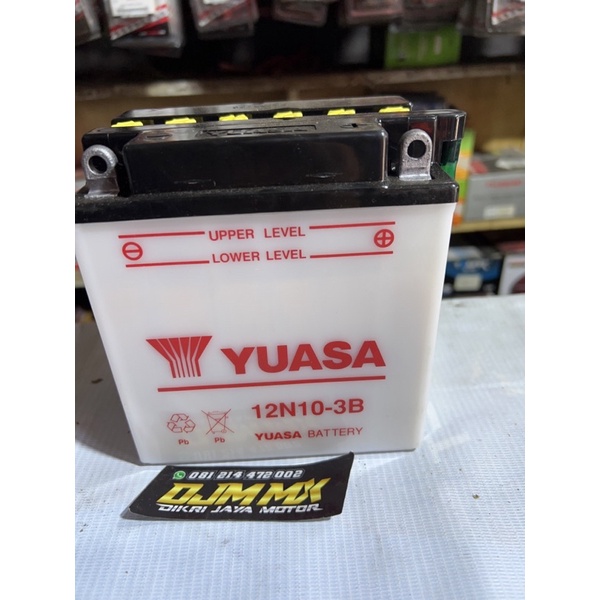 UPPER LEVEL
LOWER LEVEL
YUASA
12N10-3B
Pb
Pb
YUASA BATTERY
081 214 472 002
DJM MX
DIKRI JAYA MOTOR